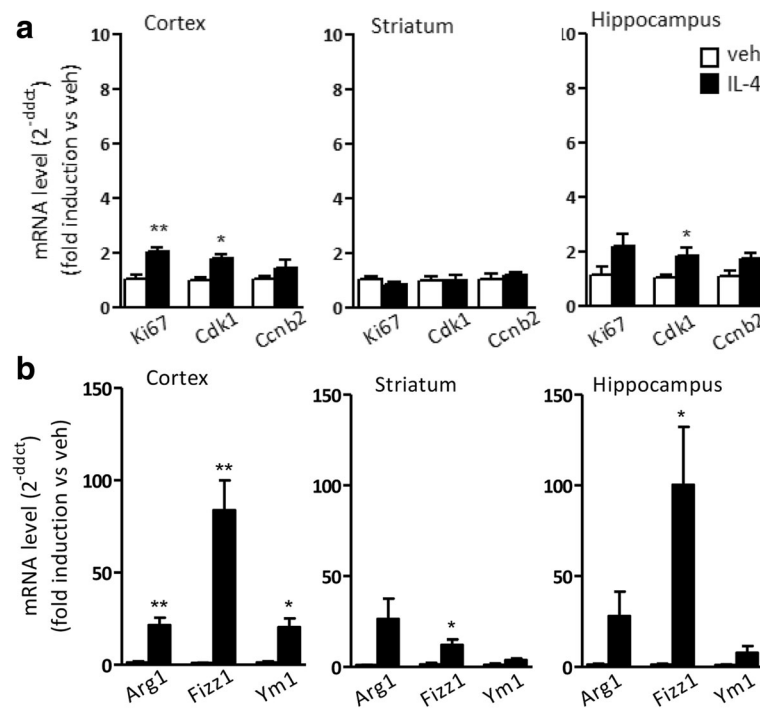 a
Cortex
Striatum
Hippocampus
mRNA level (2-ddct)
(fold induction vs veh)
10
8
6
4
2
0
**
*
Ki67
Cdk1
Ccnb2
10
8
6
4
2
0
Ki67
Cdk1
Ccnb2
10
8
6
4
2
0
veh
IL-4
*
Ki67
Cdk1
Ccnb2
b
Cortex
Striatum
Hippocampus
mRNA level (2-ddct)
(fold induction vs veh)
150
100
50
0
**
**
*
Arg1
Fizz1
Ym1
150
100
50
0
*
Arg1
Fizz1
Ym1
150
100
50
0
*
Arg1
Fizz1
Ym1